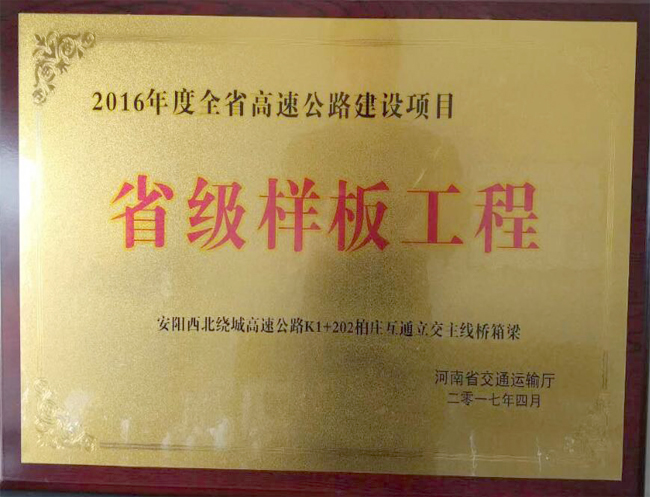 2016年度全省高速公路建设项目
省级样板工程
安阳西北绕城高速公路K1+202柏庄互通立交主线桥箱梁
河南省交通运输厅
二零一七年四月